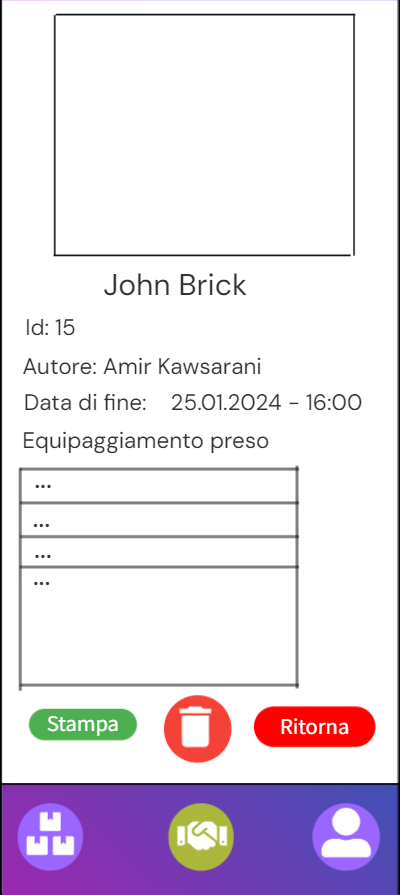 John Brick
Id: 15
Autore: Amir Kawsarani
Data di fine: 25.01.2024 - 16:00
Equipaggiamento preso
...
...
...
...
Stampa
Ritorna